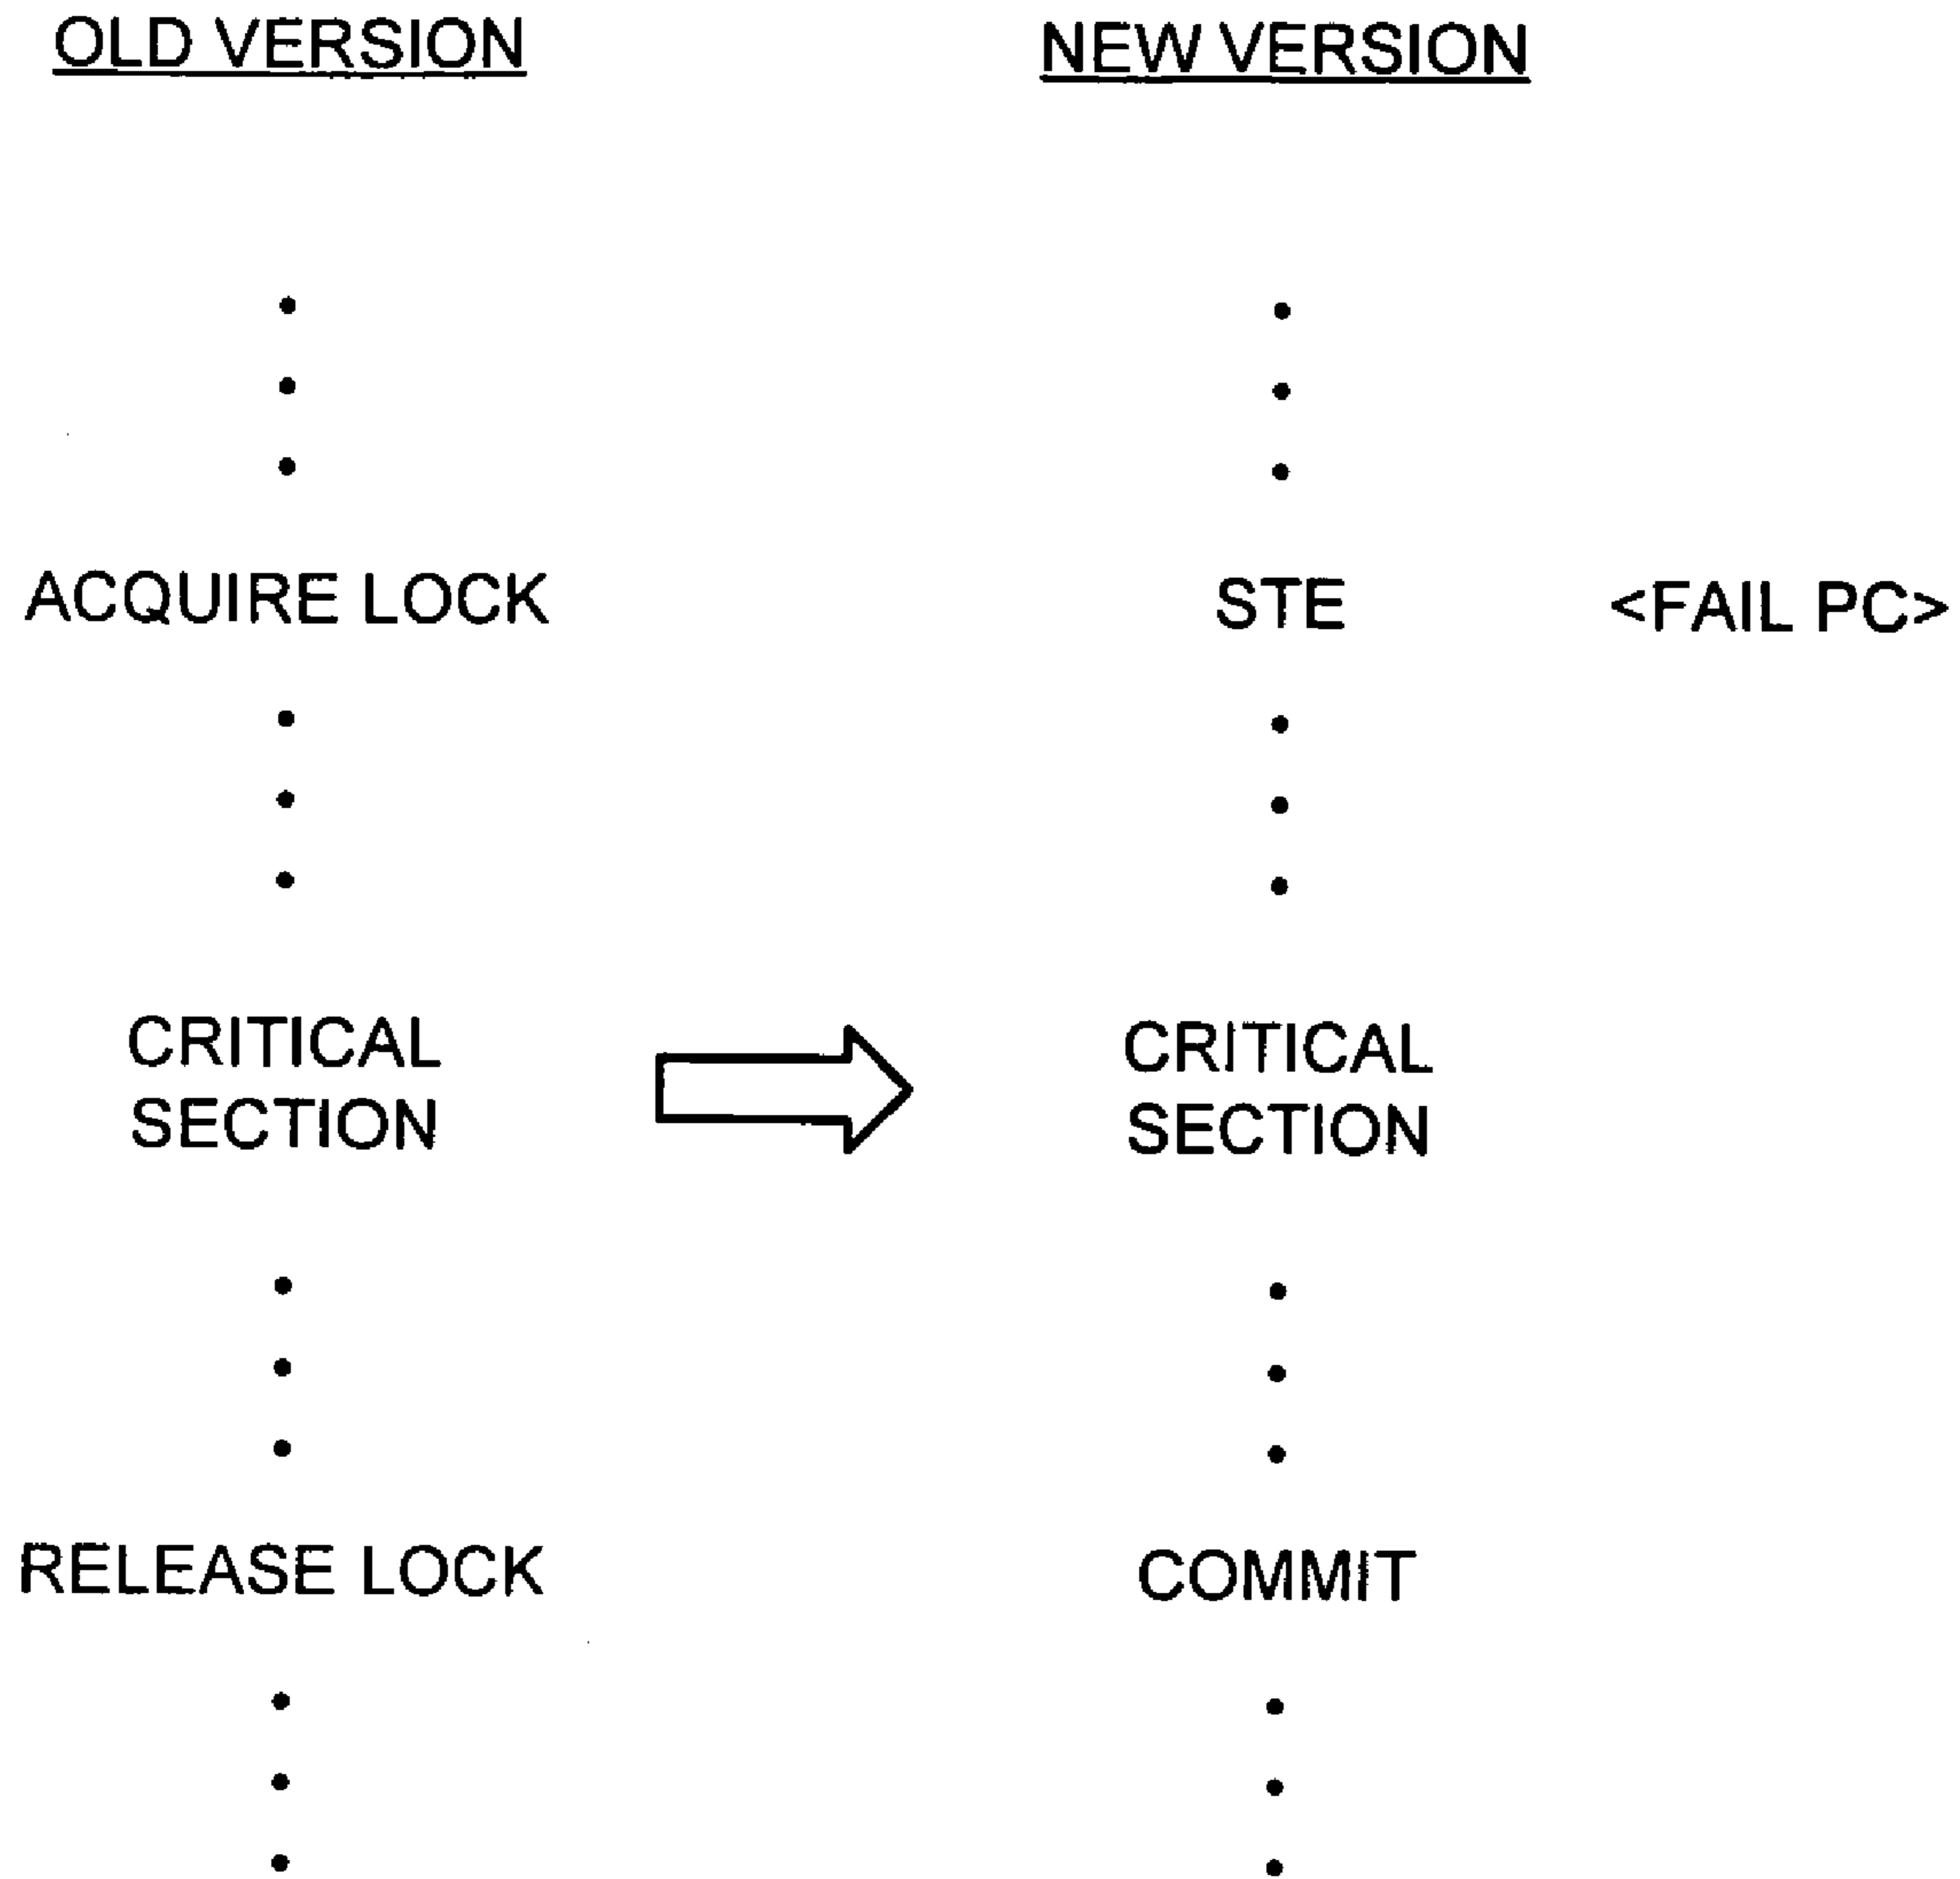 OLD VERSION
NEW VERSION
ACQUIRE LOCK
STE <FAIL PC>
CRITICAL
SECTION
CRITICAL
SECTION
RELEASE LOCK
COMMIT